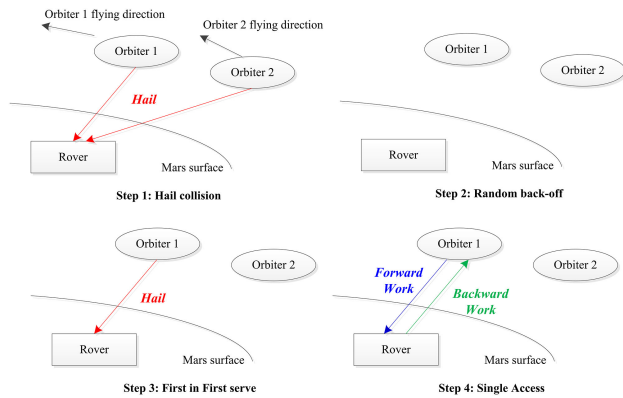 Orbiter 1 flying direction
Orbiter 2 flying direction
Orbiter 1
Orbiter 2
Hail
Rover
Mars surface
Step 1: Hail collision
Orbiter 1
Orbiter 2
Rover
Mars surface
Step 2: Random back-off
Orbiter 1
Orbiter 2
Hail
Rover
Mars surface
Step 3: First in First serve
Orbiter 1
Orbiter 2
Forward
Work
Backward
Work
Rover
Mars surface
Step 4: Single Access